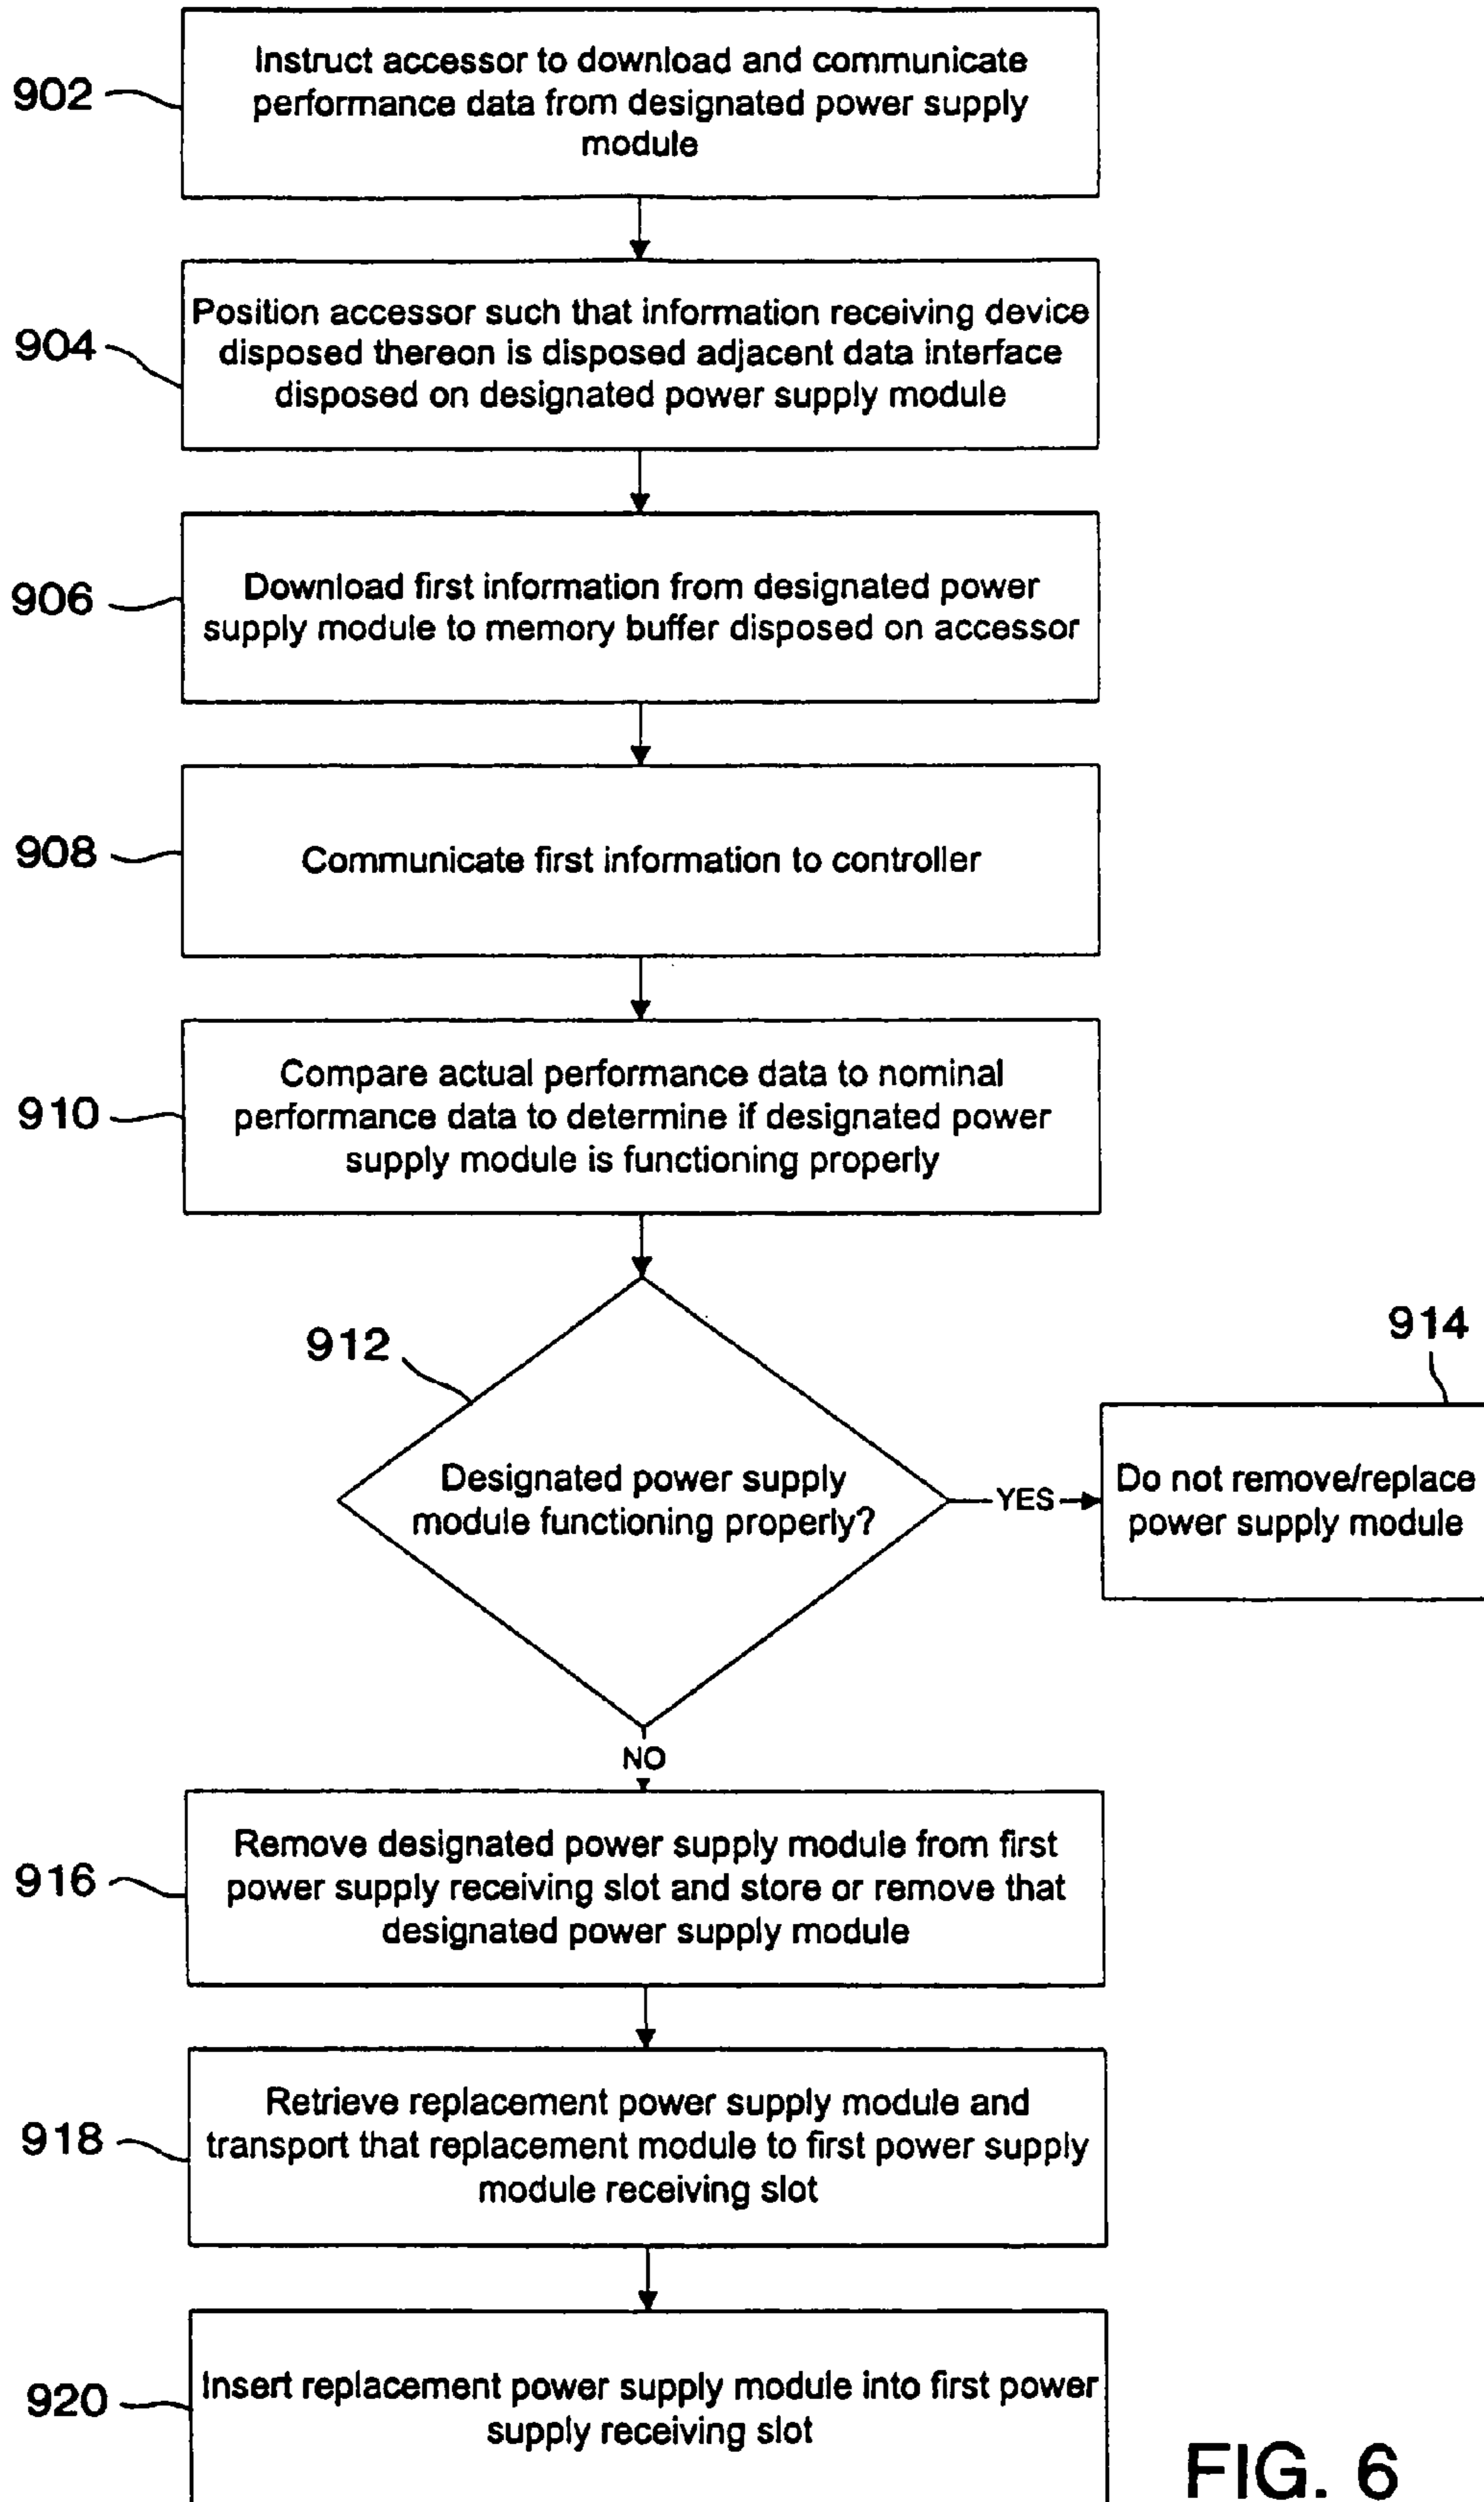 902
Instruct accessor to download and communicate
performance data from designated power supply
module
904
Position accessor such that information receiving device
disposed thereon is disposed adjacent data interface
disposed on designated power supply module
906
Download first information from designated power
supply module to memory buffer disposed on accessor
908
Communicate first information to controller
910
Compare actual performance data to nominal
performance data to determine if designated power
supply module is functioning properly
912
Designated power supply
module functioning properly?
YES
914
Do not remove/replace
power supply module
NO
916
Remove designated power supply module from first
power supply receiving slot and store or remove that
designated power supply module
918
Retrieve replacement power supply module and
transport that replacement module to first power supply
module receiving slot
920
Insert replacement power supply module into first power
supply receiving slot
FIG. 6